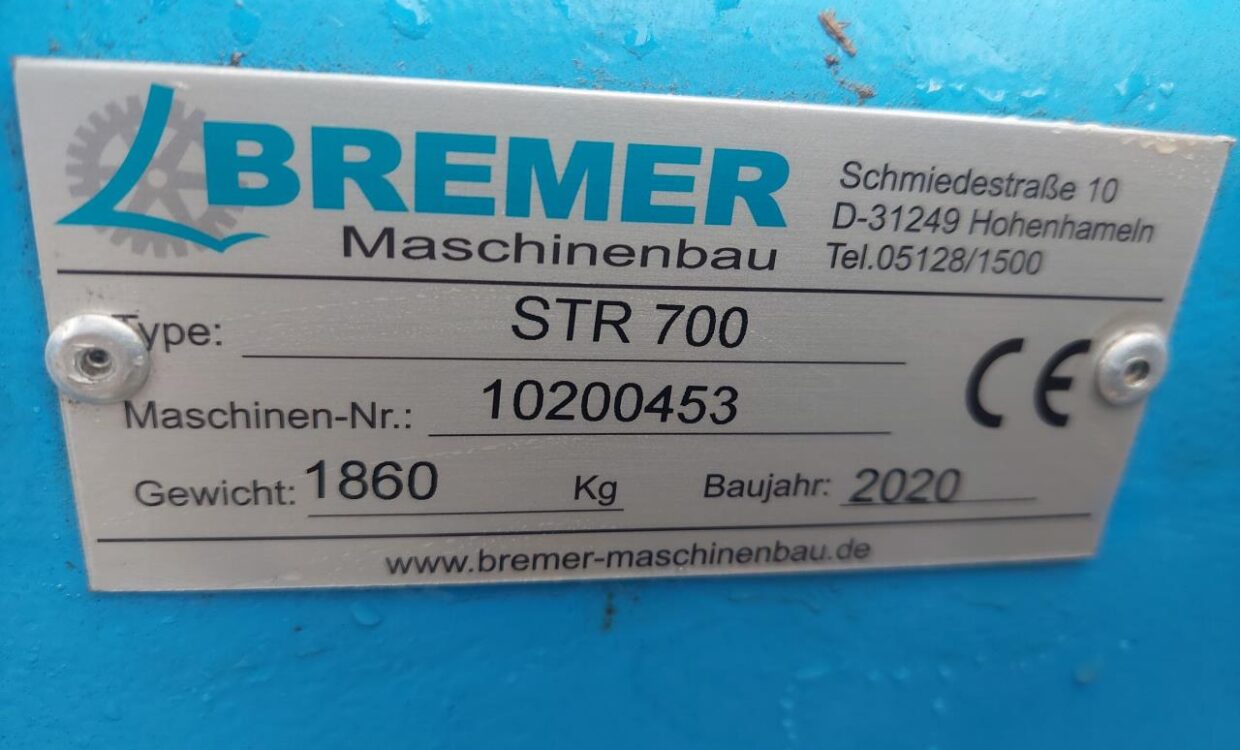 BREMER
Maschinenbau
Schmiedestraße 10
D-31249 Hohenhameln
Tel.05128/1500
Type: STR 700
Maschinen-Nr.: 10200453
CE
Gewicht: 1860 Kg Baujahr: 2020
www.bremer-maschinenbau.de